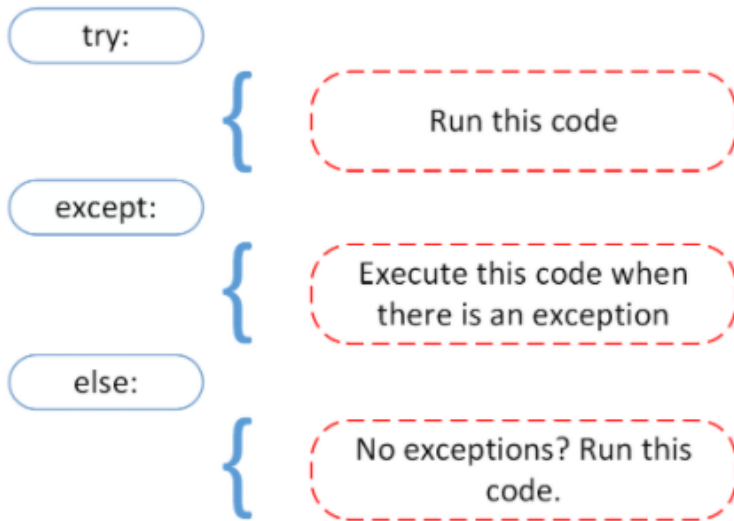 try:
Run this code
except:
Execute this code when
there is an exception
else:
No exceptions? Run this
code.